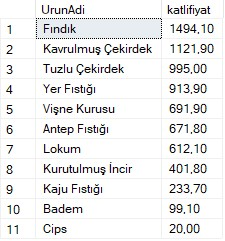 UrunAdi katlifiyat
1 Fındık 1494,10
2 Kavrulmuş Çekirdek 1121,90
3 Tuzlu Çekirdek 995,00
4 Yer Fıstığı 913,90
5 Vişne Kurusu 691,90
6 Antep Fıstığı 671,80
7 Lokum 612,10
8 Kurutulmuş İncir 401,80
9 Kaju Fıstığı 233,70
10 Badem 99,10
11 Cips 20,00